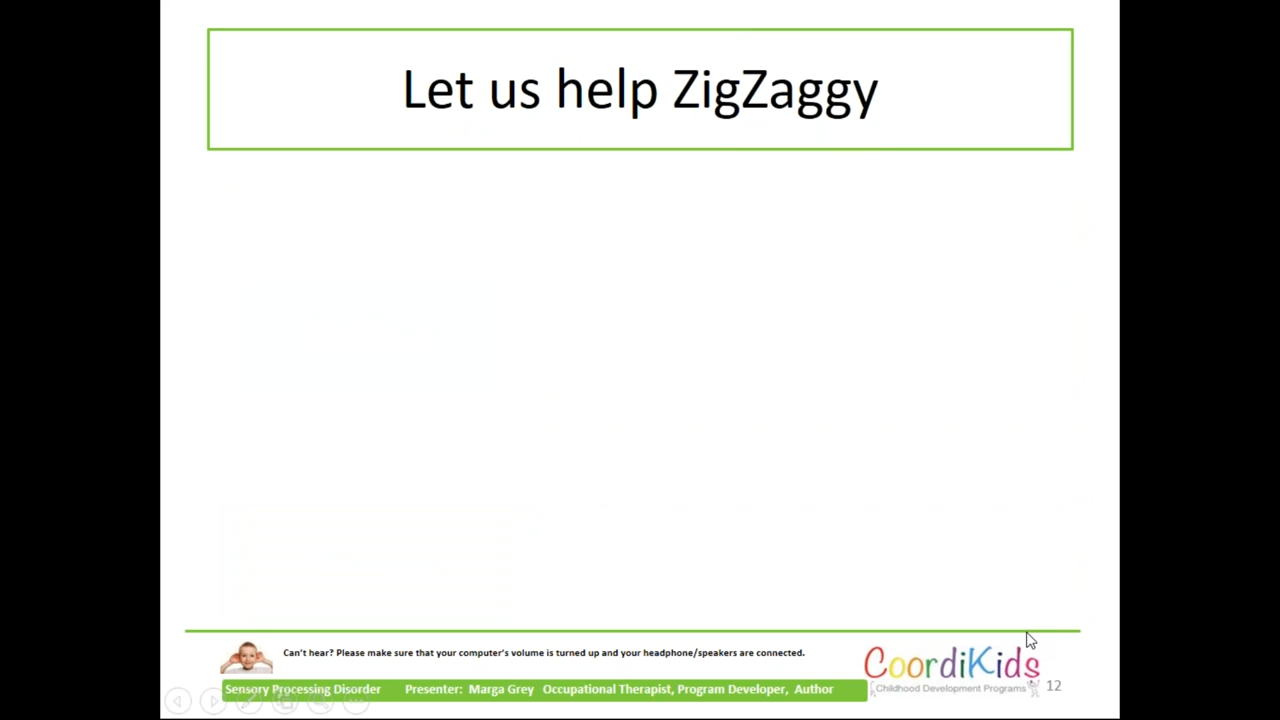 Let us help ZigZaggy
Can't hear? Please make sure that your computer's volume is turned up and your headphone/speakers are connected.
CoordiKids
Childhood Development Programs
12
Sensory Processing Disorder Presenter: Marga Grey Occupational Therapist, Program Developer, Author